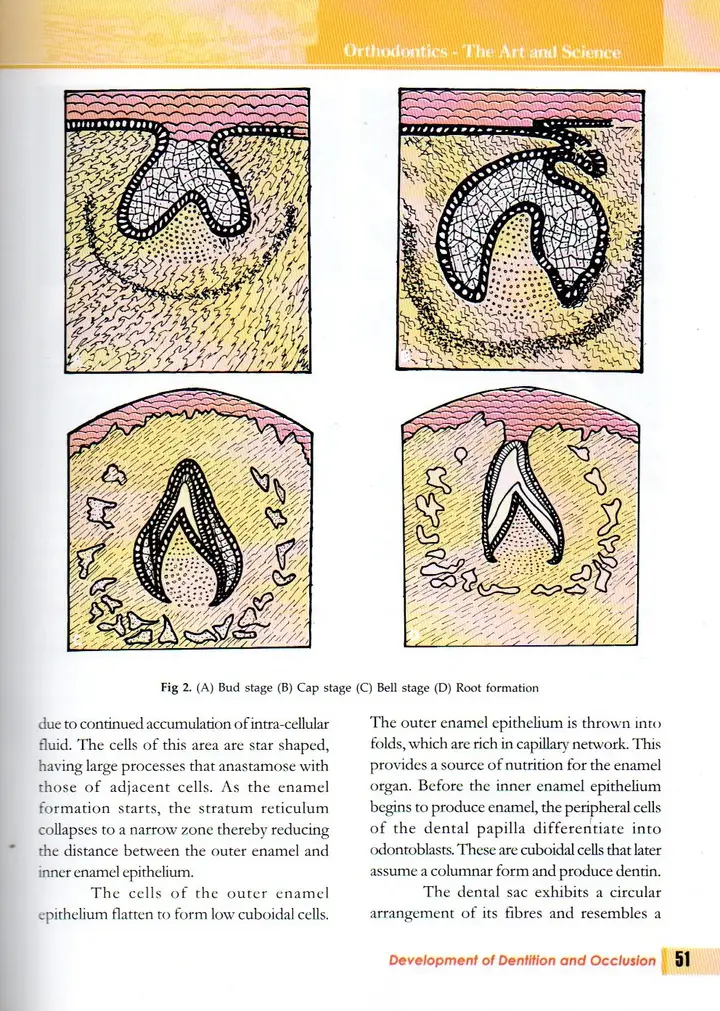 Orthodontics - The Art and Science
A
B
D
Fig 2. (A) Bud stage (B) Cap stage (C) Bell stage (D) Root formation
due to continued accumulation of intra-cellular
fluid. The cells of this area are star shaped,
having large processes that anastamose with
those of adjacent cells. As the enamel
formation starts, the stratum reticulum
collapses to a narrow zone thereby reducing
the distance between the outer enamel and
inner enamel epithelium.
The cells of the outer enamel
epithelium flatten to form low cuboidal cells.
The outer enamel epithelium is thrown into
folds, which are rich in capillary network. This
provides a source of nutrition for the enamel
organ. Before the inner enamel epithelium
begins to produce enamel, the peripheral cells
of the dental papilla differentiate into
odontoblasts. These are cuboidal cells that later
assume a columnar form and produce dentin.
The dental sac exhibits a circular
arrangement of its fibres and resembles a
Development of Dentition and Occlusion 51